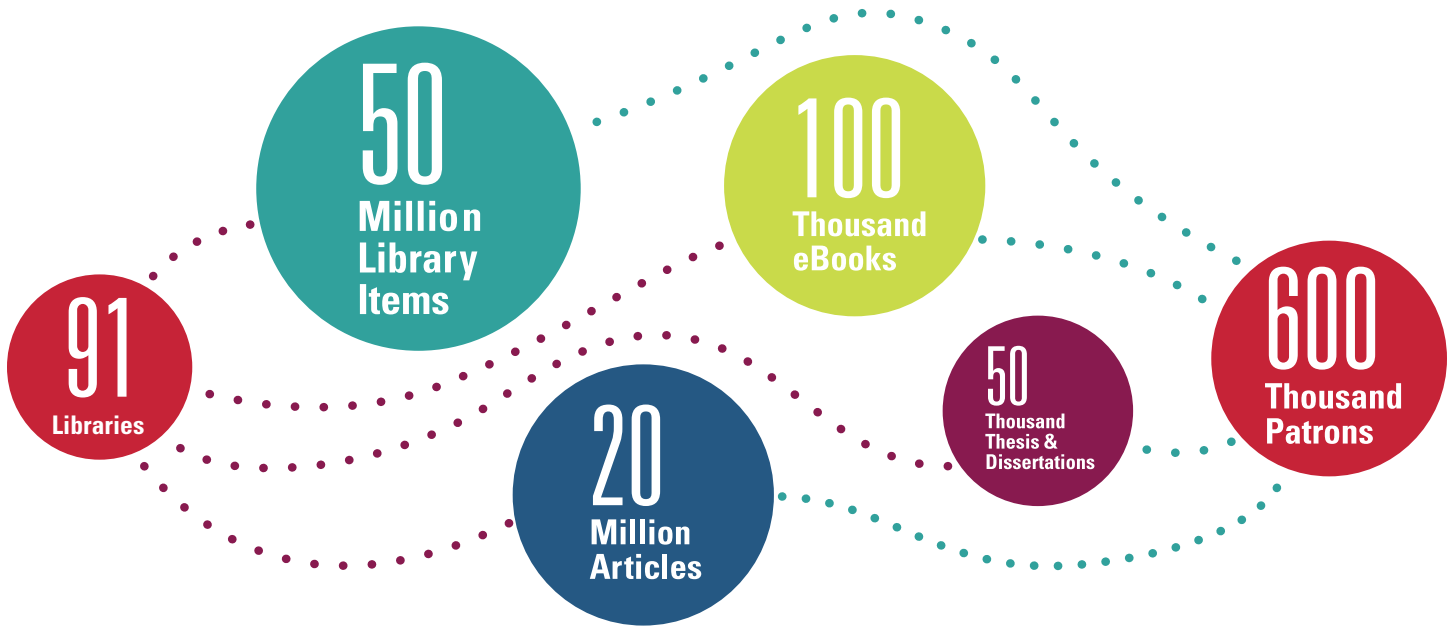 91
Libraries
50
Million
Library
Items
20
Million
Articles
100
Thousand
eBooks
50
Thousand
Thesis &
Dissertations
600
Thousand
Patrons